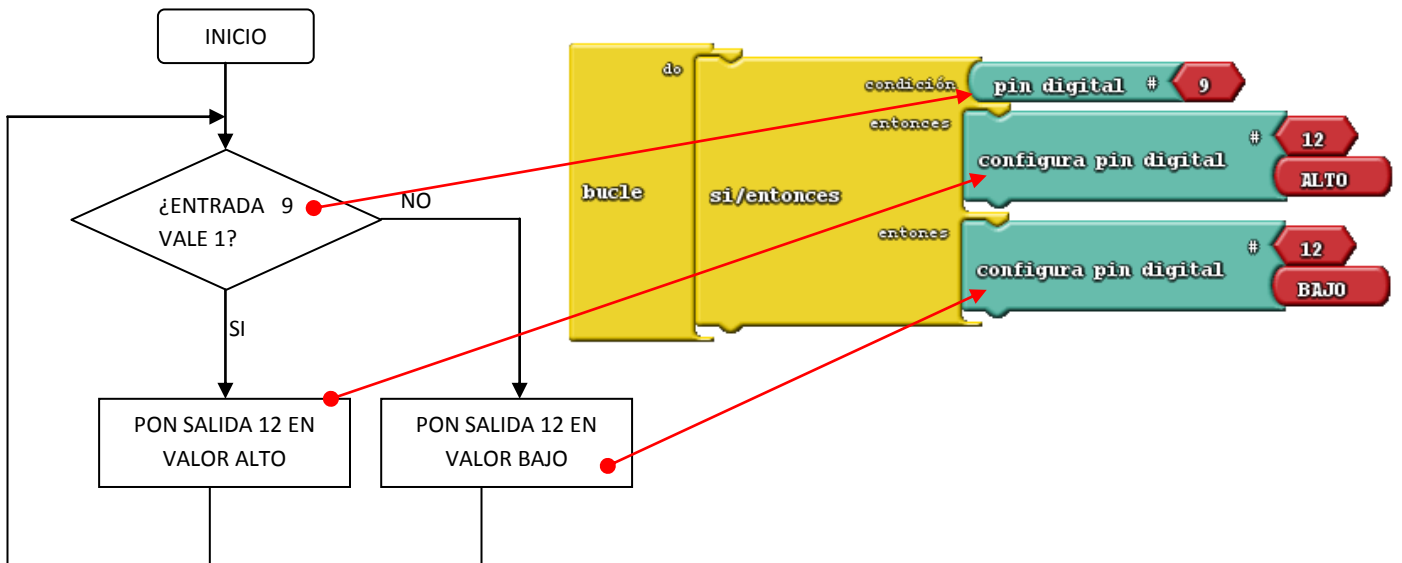 INICIO
¿ENTRADA 9
VALE 1?
NO
SI
PON SALIDA 12 EN
VALOR ALTO
PON SALIDA 12 EN
VALOR BAJO
bucle
do
si/entonces
condición
pin digital # 9
entonces
configura pin digital
# 12
ALTO
entones
configura pin digital
# 12
BAJO